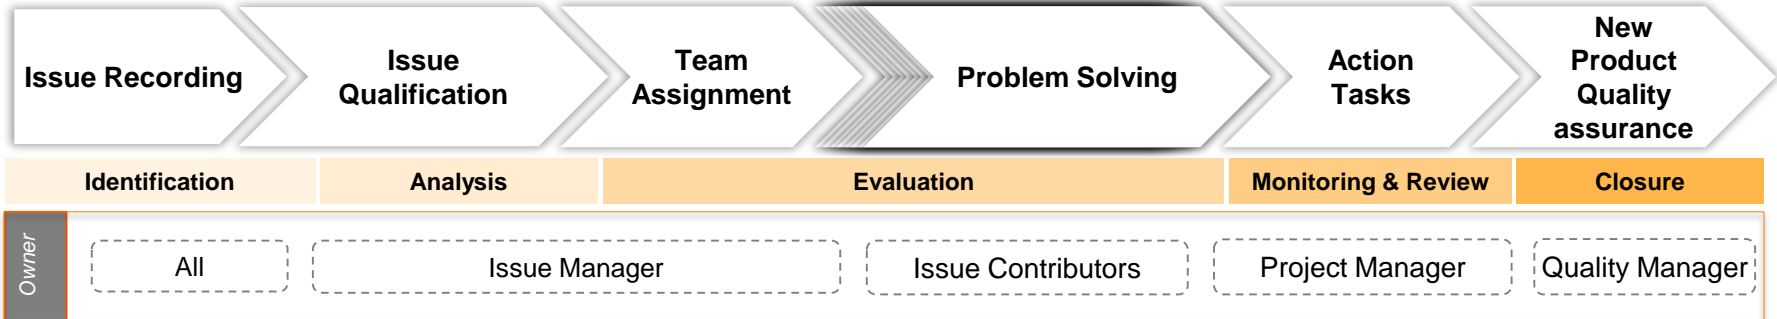 Issue Recording
Issue
Qualification
Team
Assignment
Problem Solving
Action
Tasks
New
Product
Quality
assurance
Identification
Analysis
Evaluation
Monitoring & Review
Closure
Owner
All
Issue Manager
Issue Contributors
Project Manager
Quality Manager